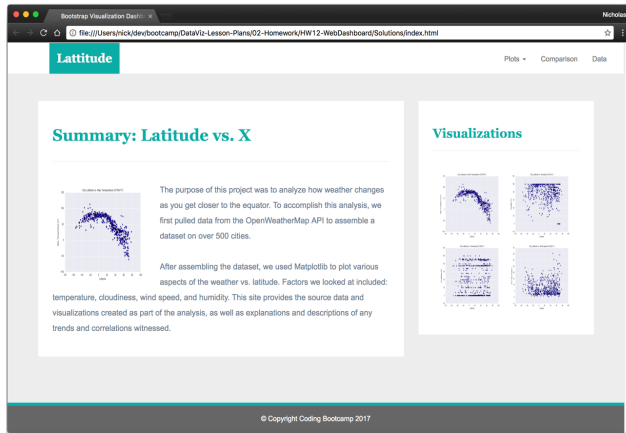 Bootstrap Visualization Dashb
Nicholas
file:///Users/nick/dev/bootcamp/DataViz-Lesson-Plans/02-Homework/HW12-WebDashboard/Solutions/index.html
Lattitude
Plots
Comparison
Data
Summary: Latitude vs. X
The purpose of this project was to analyze how weather changes
as you get closer to the equator. To accomplish this analysis, we
first pulled data from the OpenWeatherMap API to assemble a
dataset on over 500 cities.
After assembling the dataset, we used Matplotlib to plot various
aspects of the weather vs. latitude. Factors we looked at included:
temperature, cloudiness, wind speed, and humidity. This site provides the source data and
visualizations created as part of the analysis, as well as explanations and descriptions of any
trends and correlations witnessed.
Visualizations
© Copyright Coding Bootcamp 2017